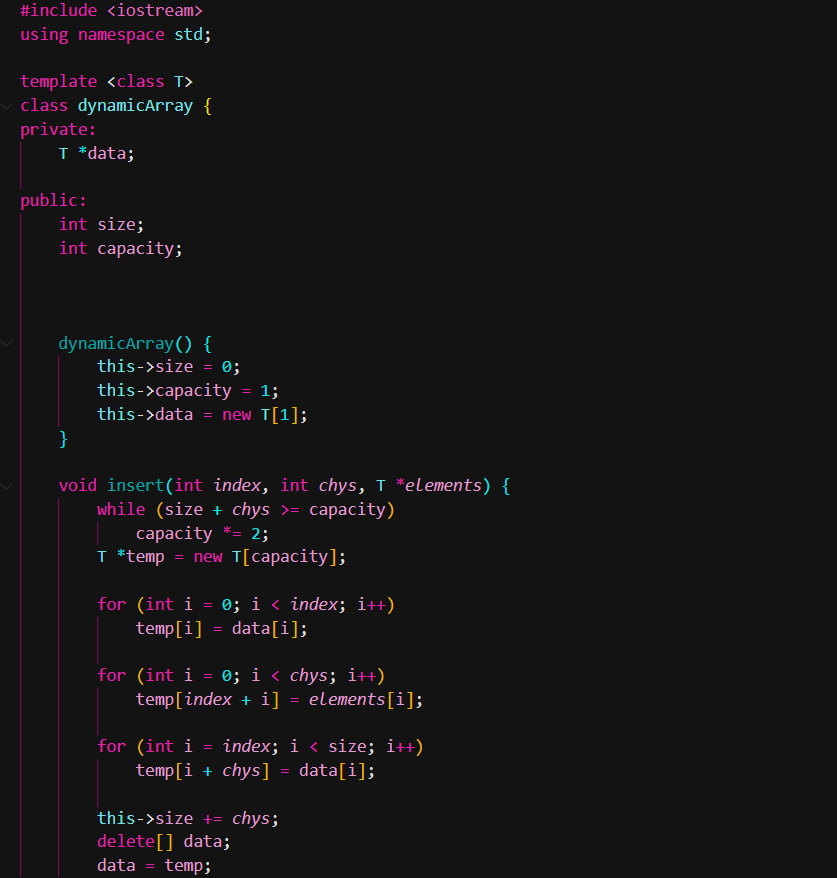 #include <iostream>
using namespace std;
template <class T>
class dynamicArray {
private:
    T *data;
public:
    int size;
    int capacity;
    dynamicArray() {
        this->size = 0;
        this->capacity = 1;
        this->data = new T[1];
    }
    void insert(int index, int chys, T *elements) {
        while (size + chys >= capacity)
            capacity *= 2;
        T *temp = new T[capacity];
        for (int i = 0; i < index; i++)
            temp[i] = data[i];
        for (int i = 0; i < chys; i++)
            temp[index + i] = elements[i];
        for (int i = index; i < size; i++)
            temp[i + chys] = data[i];
        this->size += chys;
        delete[] data;
        data = temp;